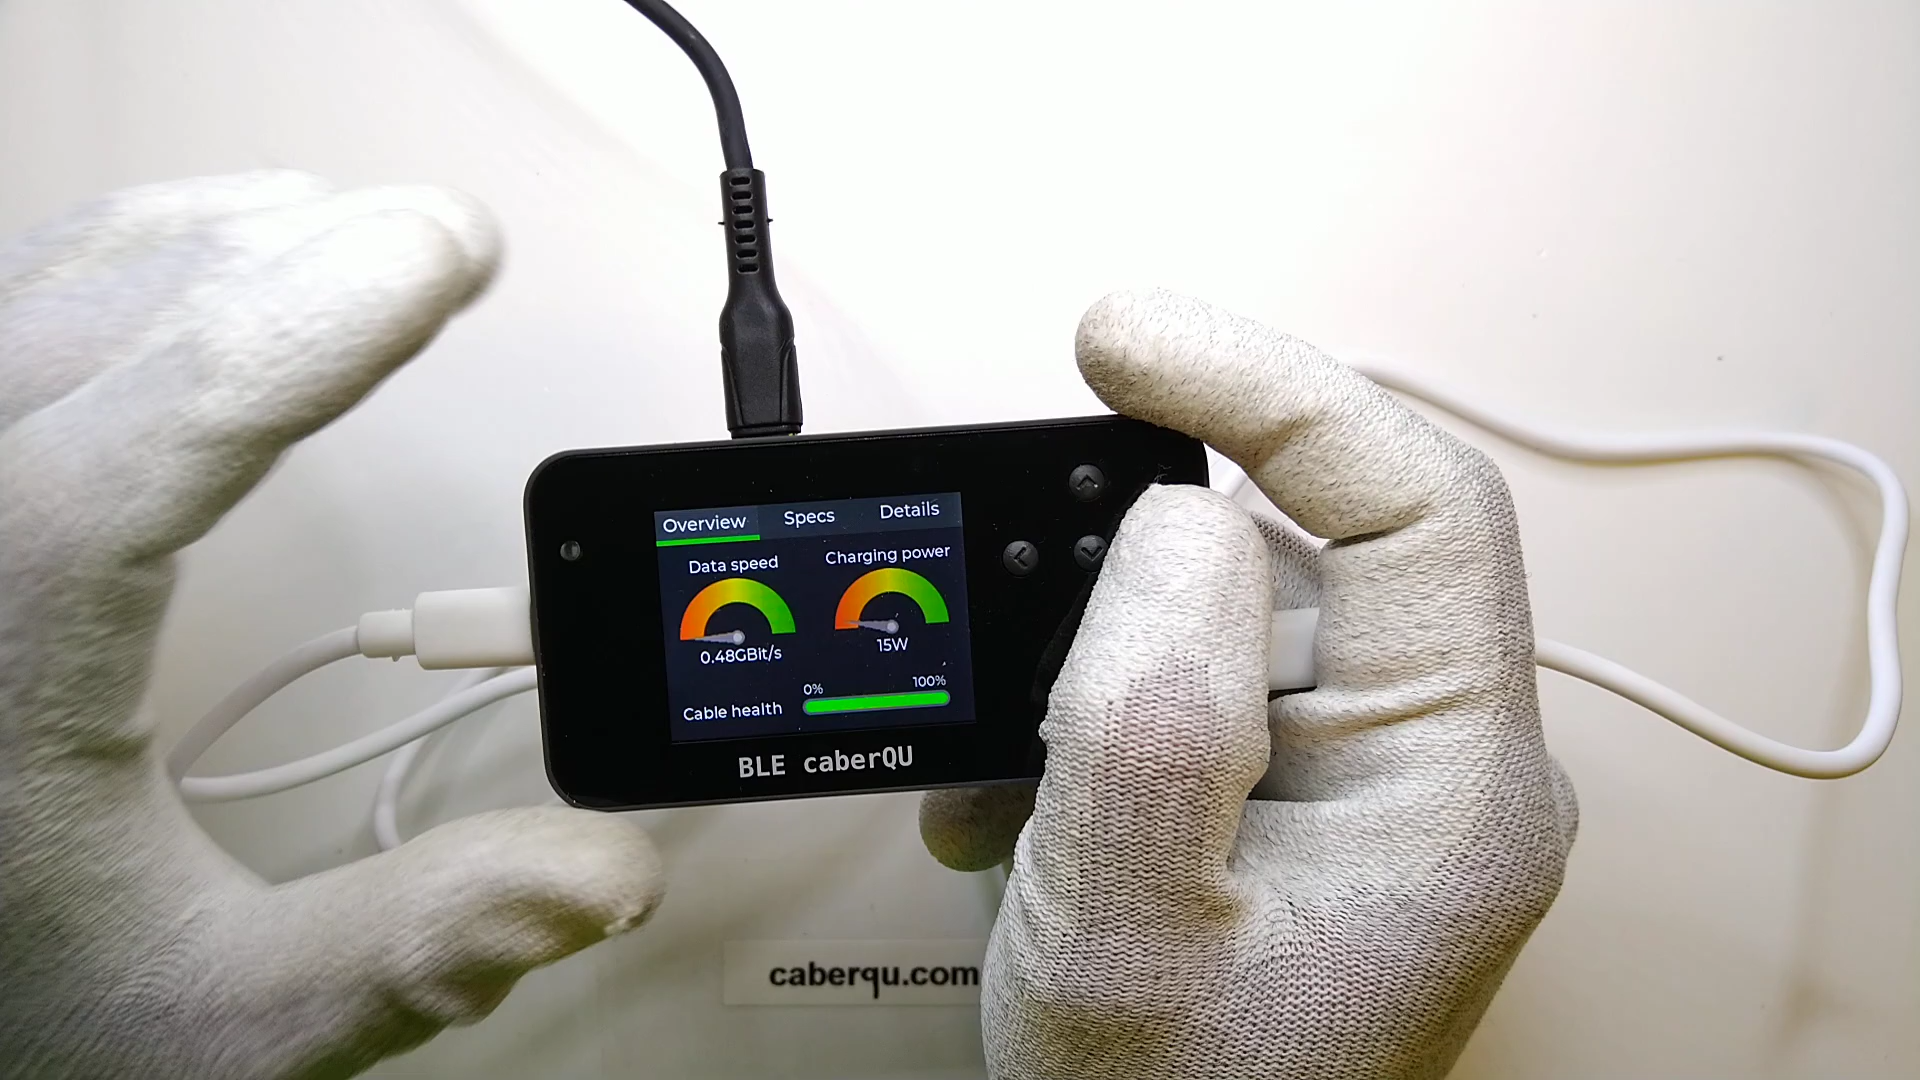 Overview Specs Details
Data speed Charging power
0.48GBit/s 15W
0% 100%
Cable health
BLE caberQU
caberqu.com